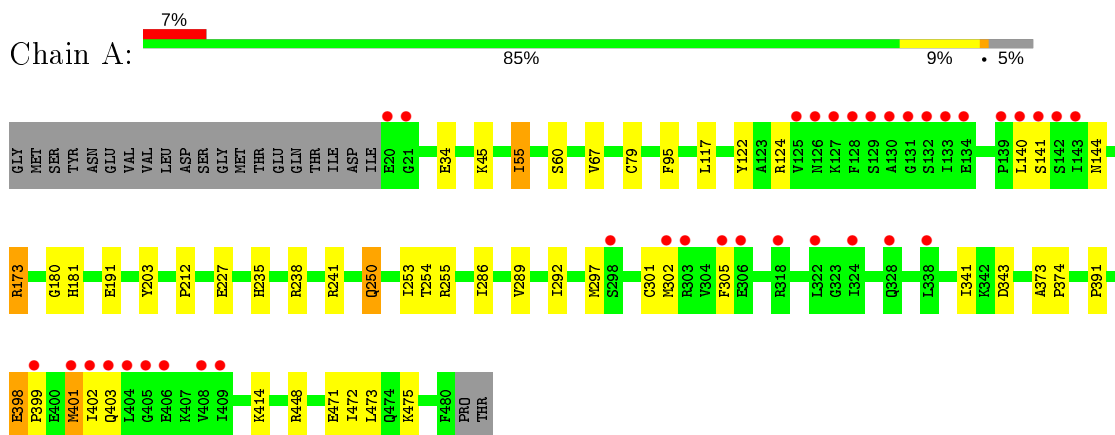 7%
Chain A:
85% 9% • 5%
GLY MET SER TYR ASN GLU VAL VAL LEU ASP SER GLY MET THR GLU GLN THR ILE ASP ILE E20 G21 E34 K45 I55 S60 V67 C79 F95 L117 Y122 A123 R124 V125 N126 K127 F128 S129 A130 G131 S132 I133 E134 P139 L140 S141 S142 I143 N144
R173 G180 H181 E191 Y203 P212 E227 H235 R238 R241 Q250 I253 T254 R255 I286 V289 I292 M297 S298 C301 M302 R303 V304 F305 E306 R318 L322 G323 I324 Q328 L338 I341 K342 D343 A373 P374 P391
E398 P399 E400 M401 I402 Q403 L404 G405 E406 K407 V408 I409 K414 R448 E471 I472 L473 Q474 K475 F480 PRO THR